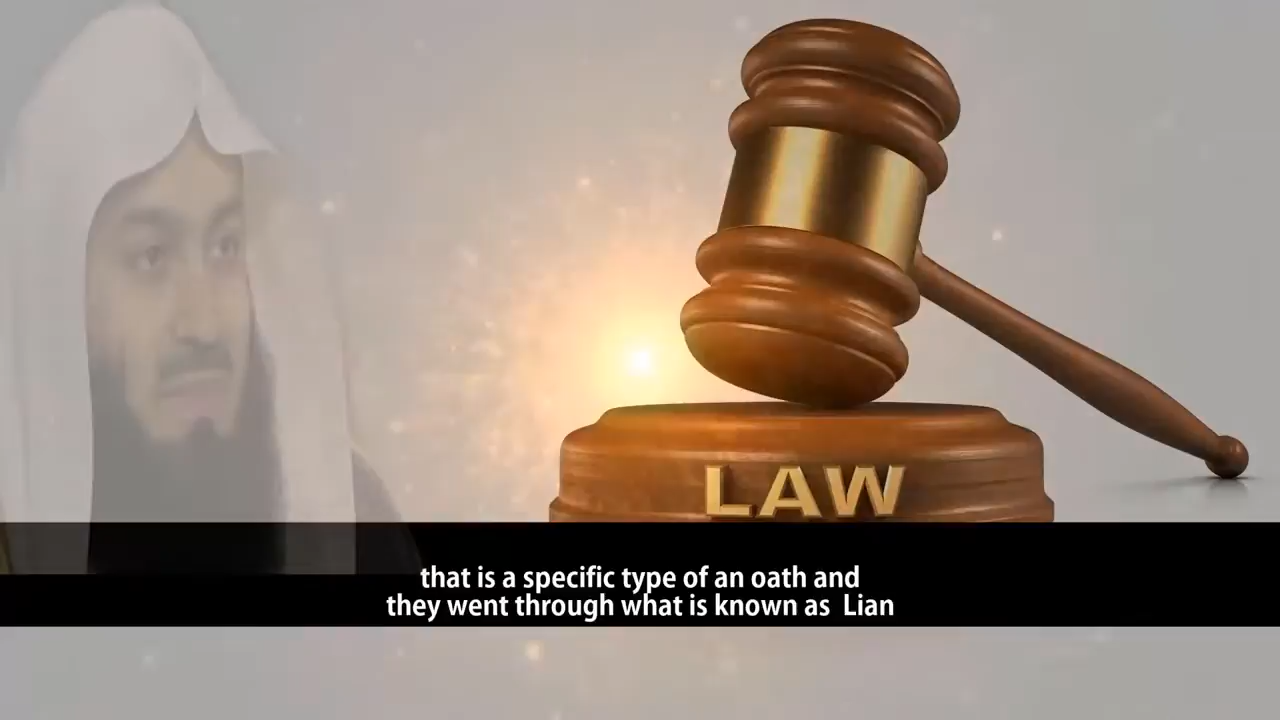 LAW
that is a specific type of an oath and
they went through what is known as  Lian